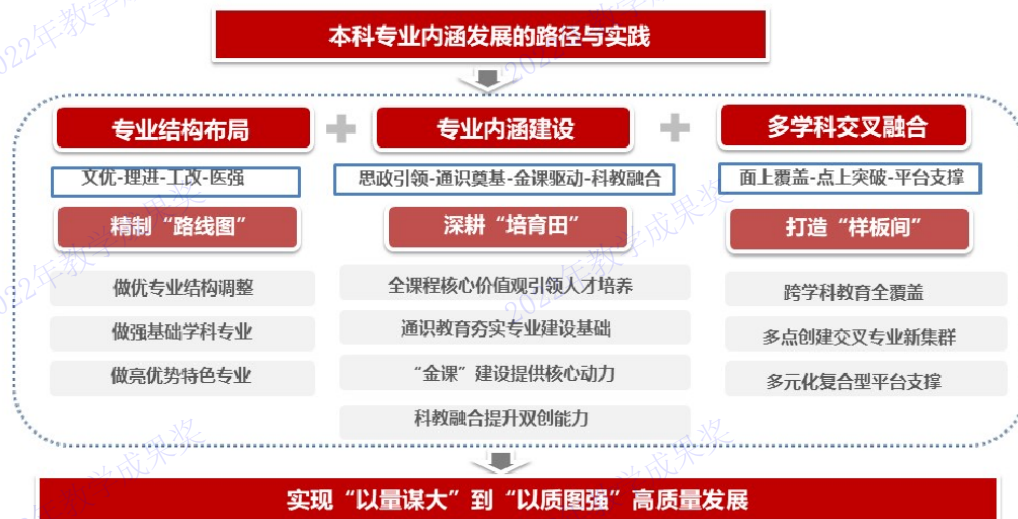 本科专业内涵发展的路径与实践
专业结构布局
专业内涵建设
多学科交叉融合
文优-理进-工改-医强
思政引领-通识奠基-金课驱动-科教融合
面上覆盖-点上突破-平台支撑
精制“路线图”
深耕“培育田”
打造“样板间”
做优专业结构调整
做强基础学科专业
做亮优势特色专业
全课程核心价值观引领人才培养
通识教育夯实专业建设基础
“金课”建设提供核心动力
科教融合提升双创能力
跨学科教育全覆盖
多点创建交叉专业新集群
多元化复合型平台支撑
实现“以量谋大”到“以质图强”高质量发展
2022年教学成果奖